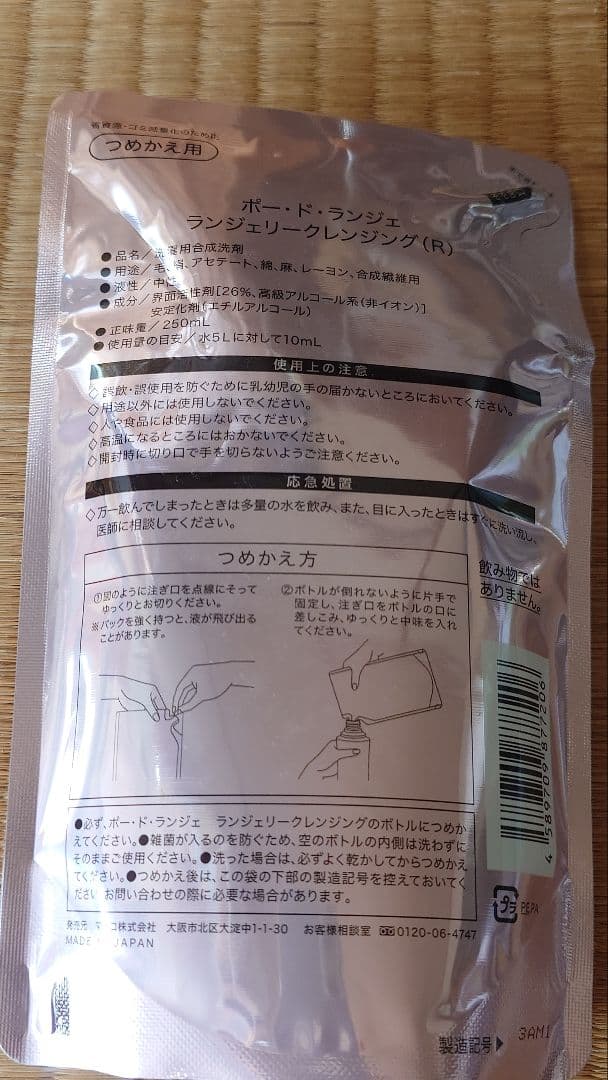 省資源・ゴミ減量化のために
つめかえ用
ポー・ド・ランジェ
ランジェリークレンジング(R)
●品名/洗濯用合成洗剤
●用途/毛、絹、アセテート、綿、麻、レーヨン、合成繊維用
●液性/中性
●成分/界面活性剤[26%、高級アルコール系(非イオン)]
安定化剤(エチルアルコール)
●正味量/250mL
●使用量の目安/水5Lに対して10mL
使用上の注意
◇誤飲・誤使用を防ぐために乳幼児の手の届かないところにおいてください。
◇用途以外には使用しないでください。
◇人や食品には使用しないでください。
◇高温になるところにはおかないでください。
◇開封時に切り口で手を切らないようご注意ください。
応急処置
◇万一飲んでしまったときは多量の水を飲み、また、目に入ったときはすぐに洗い流し、
医師に相談してください。
つめかえ方
①図のように注ぎ口を点線にそって
ゆっくりとお切りください。
※パックを強く持つと、液が飛び出る
ことがあります。
②ボトルが倒れないように片手で
固定し、注ぎ口をボトルの口に
差しこみ、ゆっくりと中味を入れ
てください。
飲み物では
ありません。
4589709877206
●必ず、ポー・ド・ランジェ ランジェリークレンジングのボトルにつめか
えてください。●雑菌が入るのを防ぐため、空のボトルの内側は洗わずに
そのままご使用ください。●洗った場合は、必ずよく乾かしてからつめかえ
てください。●つめかえ後は、この袋の下部の製造記号を控えておいてく
ださい。お問い合わせの際に必要な場合があります。
発売元 マ コ株式会社 大阪市北区大淀中1-1-30 お客様相談室 0120-06-4747
MADE IN JAPAN
プラ PE,PA
製造記号▶ 3AM1